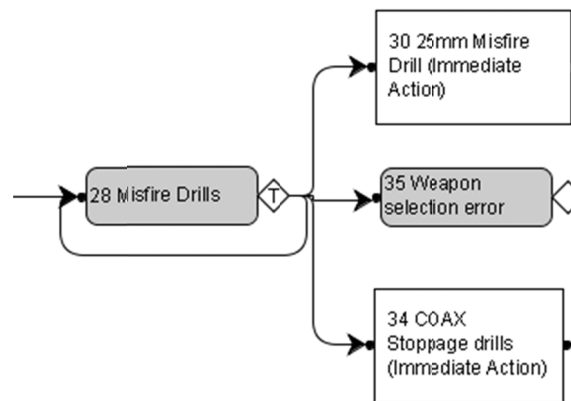 30 25mm Misfire
Drill (Immediate
Action)
28 Misfire Drills
T
35 Weapon
selection error
34 COAX
Stoppage drills
(Immediate Action)